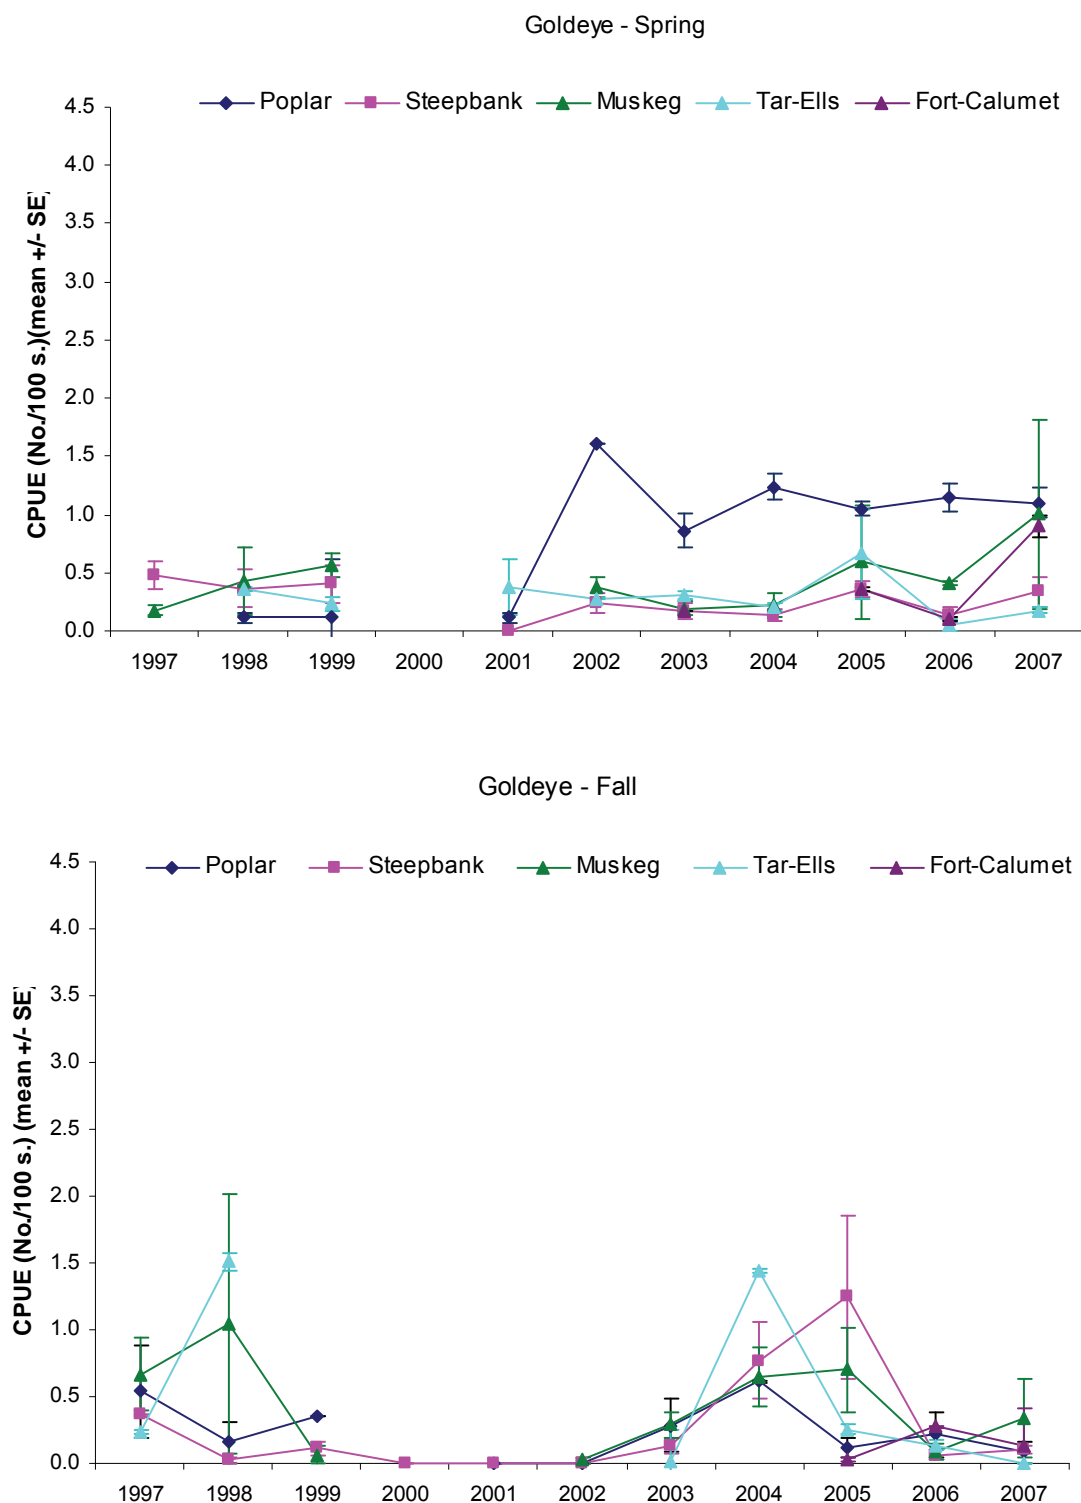 Goldeye - Spring
Poplar Steepbank Muskeg Tar-Ells Fort-Calumet
CPUE (No./100 s.)(mean +/- SE)
4.5
4.0
3.5
3.0
2.5
2.0
1.5
1.0
0.5
0.0
1997 1998 1999 2000 2001 2002 2003 2004 2005 2006 2007
Goldeye - Fall
Poplar Steepbank Muskeg Tar-Ells Fort-Calumet
CPUE (No./100 s.) (mean +/- SE)
4.5
4.0
3.5
3.0
2.5
2.0
1.5
1.0
0.5
0.0
1997 1998 1999 2000 2001 2002 2003 2004 2005 2006 2007